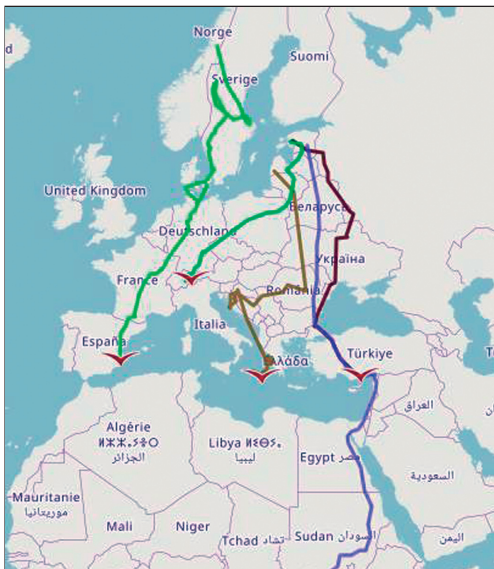 d
Norge
Suomi
Sverige
United Kingdom
Беларусь
Deutschland
Україна
France
România
Italia
España
Ελλάδα
Türkiye
العراق
Algérie
ⵍⵣⵣⴰⵢⴻⵔ
الجزائر
Libya ⵍⵉⴱⵢⴰ
ليبيا
Egypt مصر
السعودية
Mauritanie
موريتانيا
Mali
Niger
Tchad تشاد
Sudan السودان
اليمن